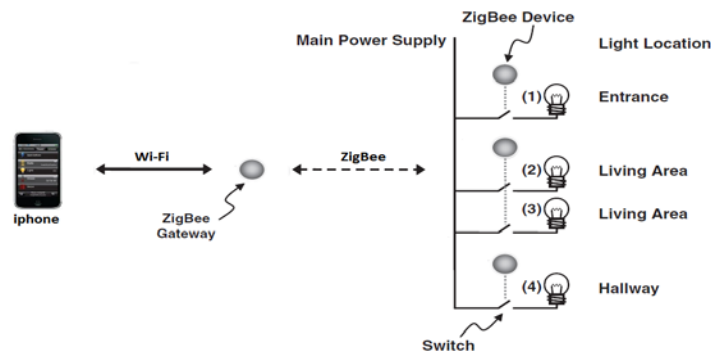 ZigBee Device
Main Power Supply
Light Location
(1)
Entrance
Wi-Fi
ZigBee
(2)
Living Area
iphone
ZigBee
Gateway
(3)
Living Area
(4)
Hallway
Switch